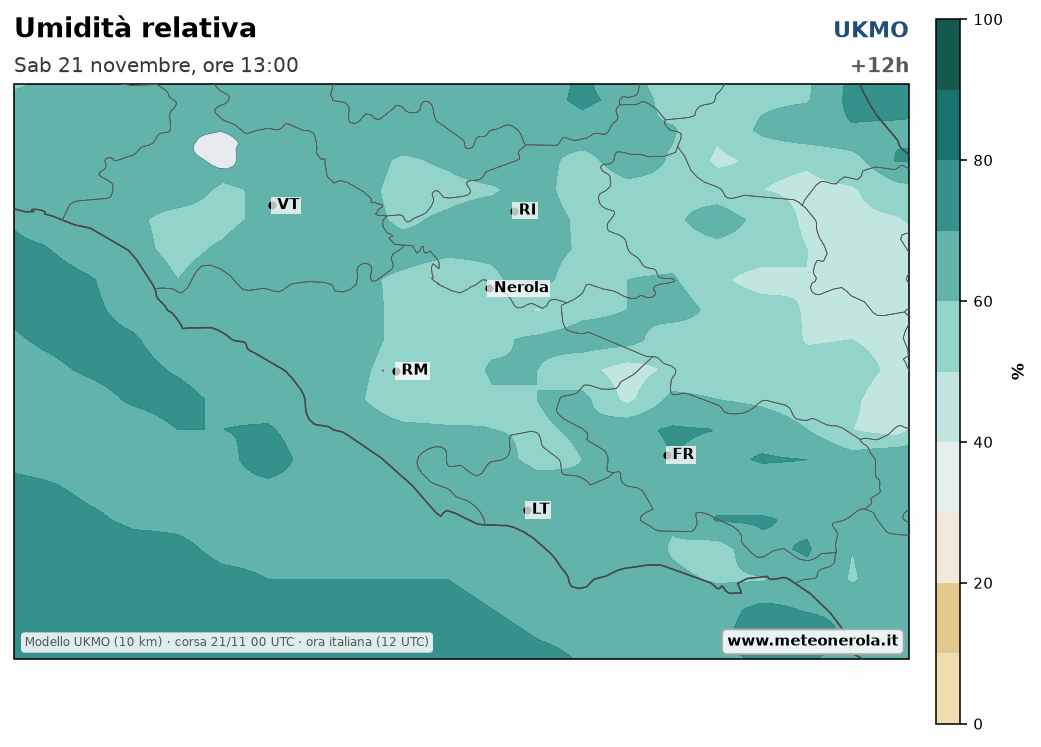 Umidità relativa
UKMO
Sab 21 novembre, ore 13:00
+12h
100
80
60
40
20
0
%
VT
RI
Nerola
RM
FR
LT
Modello UKMO (10 km) · corsa 21/11 00 UTC · ora italiana (12 UTC)
www.meteonerola.it